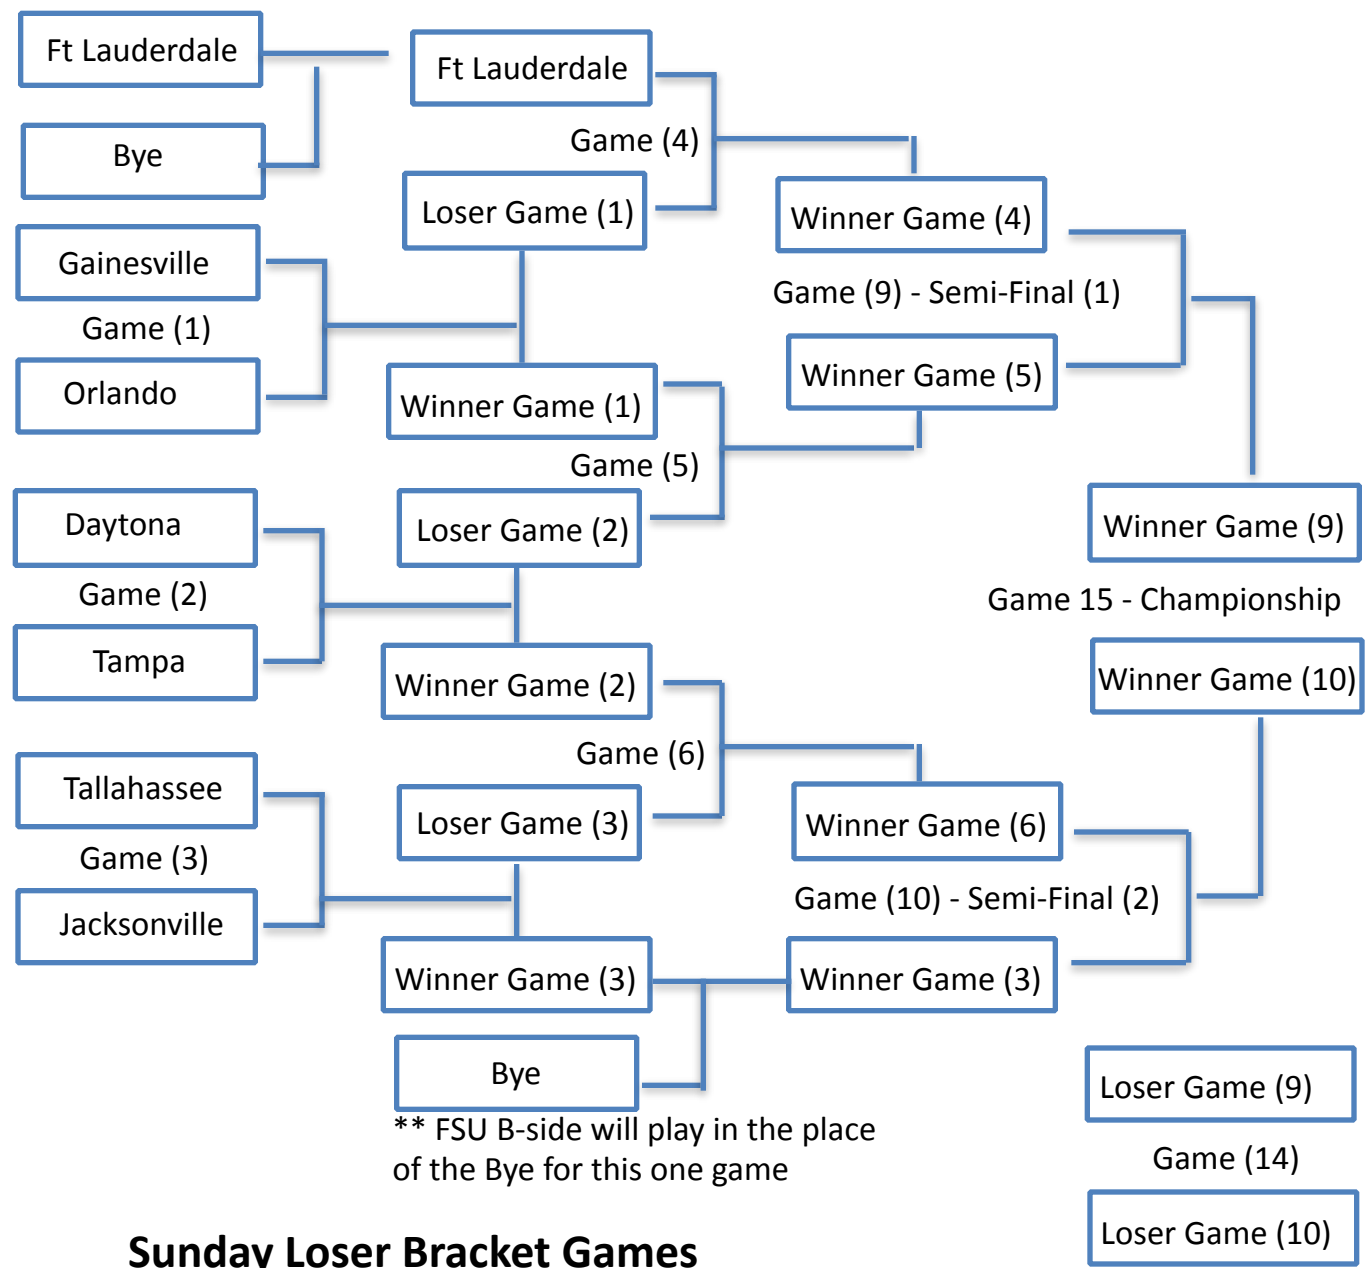 Ft Lauderdale
Bye
Gainesville
Game (1)
Orlando
Daytona
Game (2)
Tampa
Tallahassee
Game (3)
Jacksonville
Ft Lauderdale
Game (4)
Loser Game (1)
Winner Game (1)
Game (5)
Loser Game (2)
Winner Game (2)
Game (6)
Loser Game (3)
Winner Game (3)
Bye
** FSU B-side will play in the place
of the Bye for this one game
Winner Game (4)
Game (9) - Semi-Final (1)
Winner Game (5)
Winner Game (6)
Game (10) - Semi-Final (2)
Winner Game (3)
Winner Game (9)
Game 15 - Championship
Winner Game (10)
Loser Game (9)
Game (14)
Loser Game (10)
Sunday Loser Bracket Games